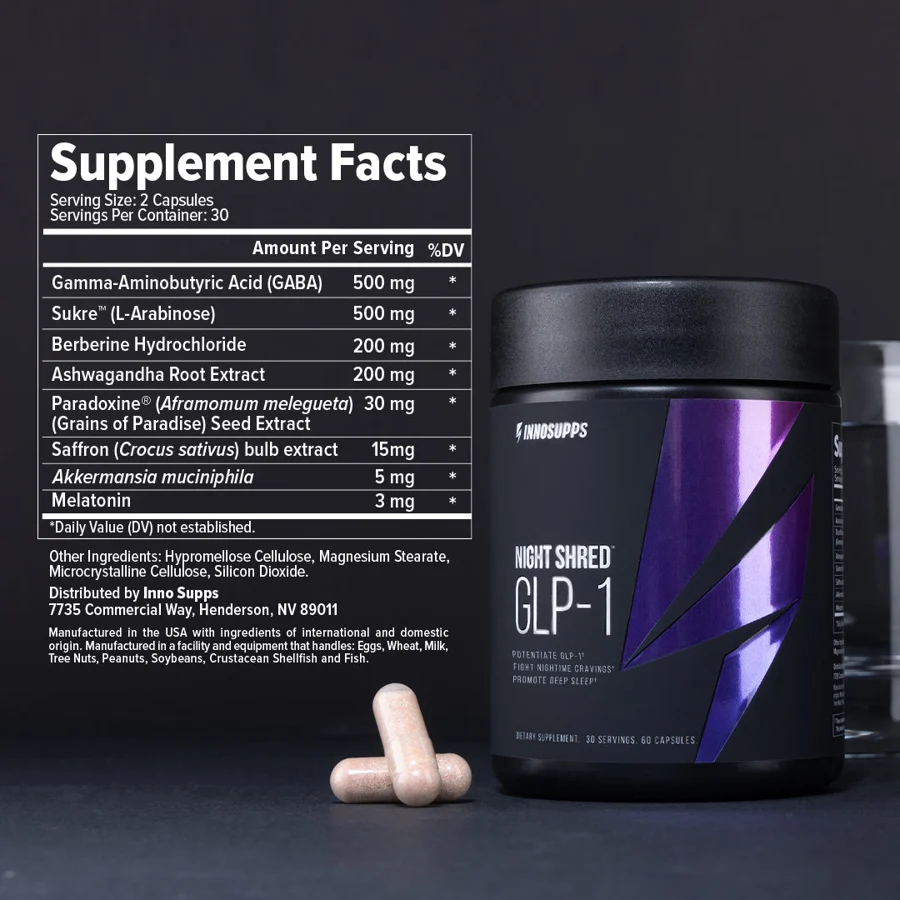 Supplement Facts
Serving Size: 2 Capsules
Servings Per Container: 30
Amount Per Serving %DV
Gamma-Aminobutyric Acid (GABA) 500 mg *
Sukre™ (L-Arabinose) 500 mg *
Berberine Hydrochloride 200 mg *
Ashwagandha Root Extract 200 mg *
Paradoxine® (Aframomum melegueta) 30 mg *
(Grains of Paradise) Seed Extract
Saffron (Crocus sativus) bulb extract 15mg *
Akkermansia muciniphila 5 mg *
Melatonin 3 mg *
*Daily Value (DV) not established.
Other Ingredients: Hypromellose Cellulose, Magnesium Stearate,
Microcrystalline Cellulose, Silicon Dioxide.
Distributed by Inno Supps
7735 Commercial Way, Henderson, NV 89011
Manufactured in the USA with ingredients of international and domestic
origin. Manufactured in a facility and equipment that handles: Eggs, Wheat, Milk,
Tree Nuts, Peanuts, Soybeans, Crustacean Shellfish and Fish.
INNOSUPPS
NIGHT SHRED™
GLP-1
POTENTIATE GLP-1†
FIGHT NIGHTIME CRAVINGS†
PROMOTE DEEP SLEEP†
DIETARY SUPPLEMENT. 30 SERVINGS. 60 CAPSULES.